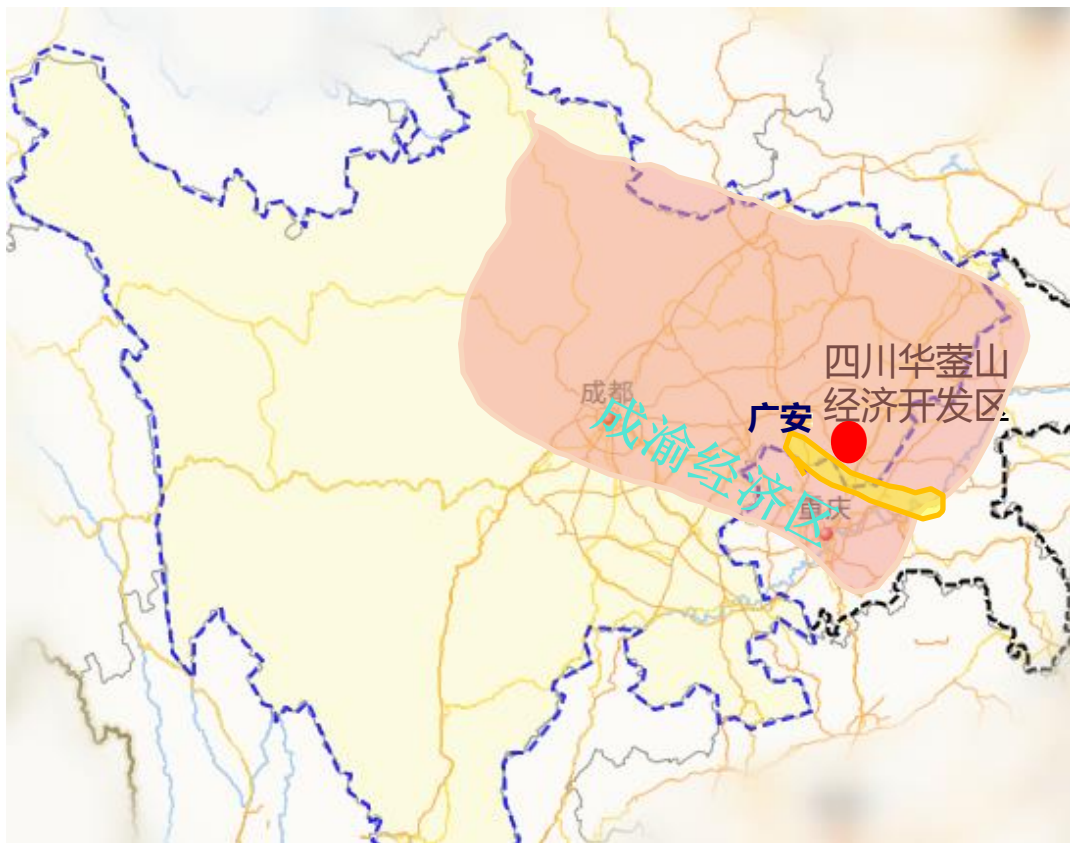 四川华蓥山
经济开发区
成都
广安
成渝经济区
重庆